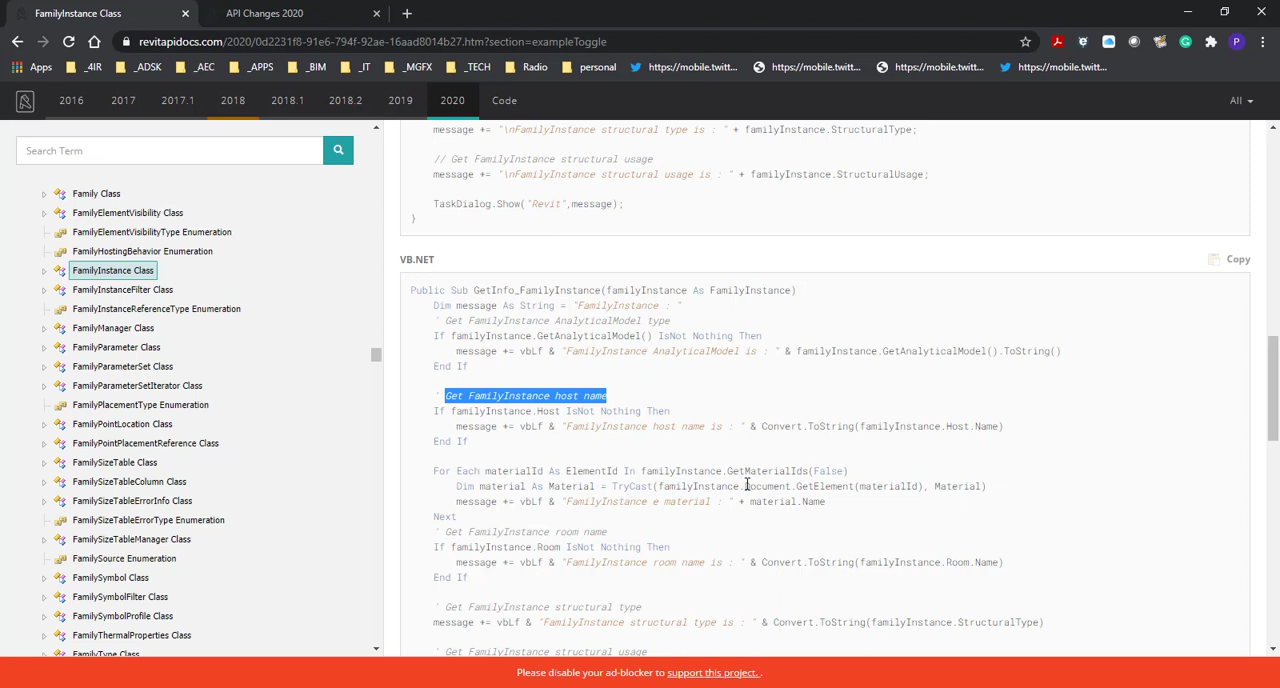 FamilyInstance Class
API Changes 2020
revitapidocs.com/2020/0d2231f8-91e6-794f-92ae-16aad8014b27.htm?section=exampleToggle
P
Apps _4IR _ADSK _AEC _APPS _BIM _IT _MGFX _TECH Radio personal https://mobile.twitt... https://mobile.twitt... https://mobile.twitt... https://mobile.twitt...
2016 2017 2017.1 2018 2018.1 2018.2 2019 2020 Code All
Search Term
Family Class
FamilyElementVisibility Class
FamilyElementVisibilityType Enumeration
FamilyHostingBehavior Enumeration
FamilyInstance Class
FamilyInstanceFilter Class
FamilyInstanceReferenceType Enumeration
FamilyManager Class
FamilyParameter Class
FamilyParameterSet Class
FamilyParameterSetIterator Class
FamilyPlacementType Enumeration
FamilyPointLocation Class
FamilyPointPlacementReference Class
FamilySizeTable Class
FamilySizeTableColumn Class
FamilySizeTableErrorInfo Class
FamilySizeTableErrorType Enumeration
FamilySizeTableManager Class
FamilySource Enumeration
FamilySymbol Class
FamilySymbolFilter Class
FamilySymbolProfile Class
FamilyThermalProperties Class
FamilyType Class
message += "\nFamilyInstance structural type is : " + familyInstance.StructuralType;
// Get FamilyInstance structural usage
message += "\nFamilyInstance structural usage is : " + familyInstance.StructuralUsage;
TaskDialog.Show("Revit",message);
}
VB.NET
Copy
Public Sub GetInfo_FamilyInstance(familyInstance As FamilyInstance)
Dim message As String = "FamilyInstance : "
' Get FamilyInstance AnalyticalModel type
If familyInstance.GetAnalyticalModel() IsNot Nothing Then
message += vbLf & "FamilyInstance AnalyticalModel is : " & familyInstance.GetAnalyticalModel().ToString()
End If
' Get FamilyInstance host name
If familyInstance.Host IsNot Nothing Then
message += vbLf & "FamilyInstance host name is : " & Convert.ToString(familyInstance.Host.Name)
End If
For Each materialId As ElementId In familyInstance.GetMaterialIds(False)
Dim material As Material = TryCast(familyInstance.Document.GetElement(materialId), Material)
message += vbLf & "FamilyInstance e material : " + material.Name
Next
' Get FamilyInstance room name
If familyInstance.Room IsNot Nothing Then
message += vbLf & "FamilyInstance room name is : " & Convert.ToString(familyInstance.Room.Name)
End If
' Get FamilyInstance structural type
message += vbLf & "FamilyInstance structural type is : " & Convert.ToString(familyInstance.StructuralType)
' Get FamilyInstance structural usage
Please disable your ad-blocker to support this project. .